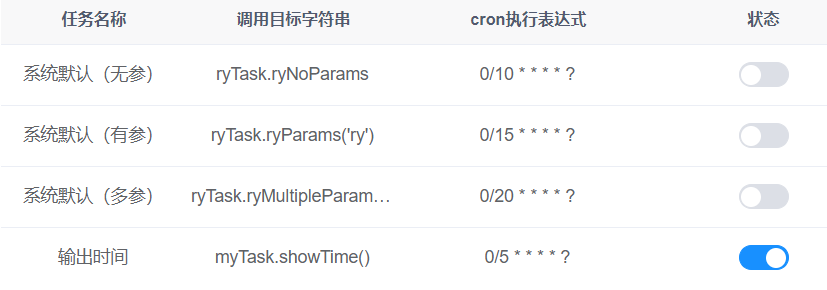 任务名称 调用目标字符串 cron执行表达式 状态
系统默认（无参） ryTask.ryNoParams 0/10 * * * * ?
系统默认（有参） ryTask.ryParams('ry') 0/15 * * * * ?
系统默认（多参） ryTask.ryMultipleParam… 0/20 * * * * ?
输出时间 myTask.showTime() 0/5 * * * * ?